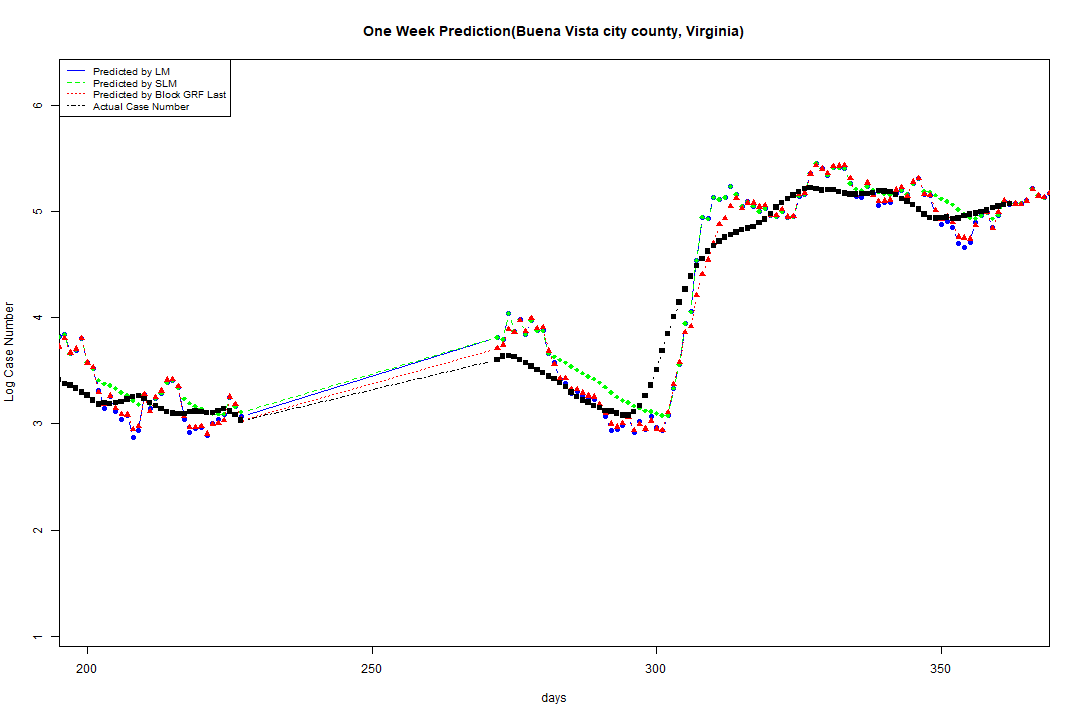 One Week Prediction(Buena Vista city county, Virginia)
Predicted by LM
Predicted by SLM
Predicted by Block GRF Last
Actual Case Number
6
5
4
3
2
1
Log Case Number
200 250 300 350
days